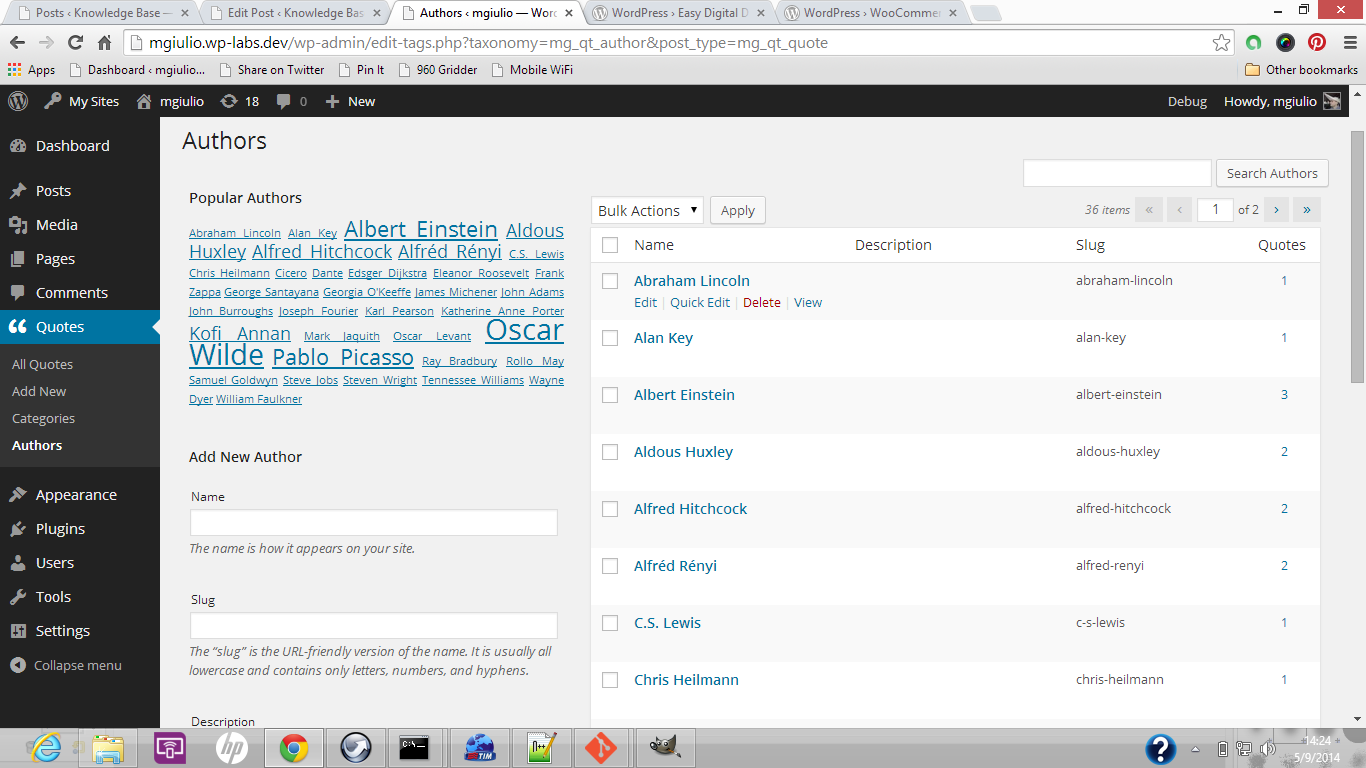 Posts ‹ Knowledge Base —
Edit Post ‹ Knowledge Bas
Authors ‹ mgiulio — Wor
WordPress › Easy Digital D
WordPress › WooCommer
mgiulio.wp-labs.dev/wp-admin/edit-tags.php?taxonomy=mg_qt_author&post_type=mg_qt_quote
Apps
Dashboard ‹ mgiulio...
Share on Twitter
Pin It
960 Gridder
Mobile WiFi
Other bookmarks
My Sites
mgiulio
18
0
New
Debug
Howdy, mgiulio
Dashboard
Posts
Media
Pages
Comments
Quotes
All Quotes
Add New
Categories
Authors
Appearance
Plugins
Users
Tools
Settings
Collapse menu
Authors
Search Authors
Popular Authors
Abraham Lincoln Alan Key Albert Einstein Aldous
Huxley Alfred Hitchcock Alfréd Rényi C.S. Lewis
Chris Heilmann Cicero Dante Edsger Dijkstra Eleanor Roosevelt Frank
Zappa George Santayana Georgia O'Keeffe James Michener John Adams
John Burroughs Joseph Fourier Karl Pearson Katherine Anne Porter
Kofi Annan Mark Jaquith Oscar Levant Oscar
Wilde Pablo Picasso Ray Bradbury Rollo May
Samuel Goldwyn Steve Jobs Steven Wright Tennessee Williams Wayne
Dyer William Faulkner
Add New Author
Name
The name is how it appears on your site.
Slug
The “slug” is the URL-friendly version of the name. It is usually all
lowercase and contains only letters, numbers, and hyphens.
Description
Bulk Actions
Apply
36 items « ‹ 1 of 2 › »
Name Description Slug Quotes
Abraham Lincoln abraham-lincoln 1
Edit | Quick Edit | Delete | View
Alan Key alan-key 1
Albert Einstein albert-einstein 3
Aldous Huxley aldous-huxley 2
Alfred Hitchcock alfred-hitchcock 2
Alfréd Rényi alfred-renyi 2
C.S. Lewis c-s-lewis 1
Chris Heilmann chris-heilmann 1
hp
C:\_
TIM
14:24
5/9/2014